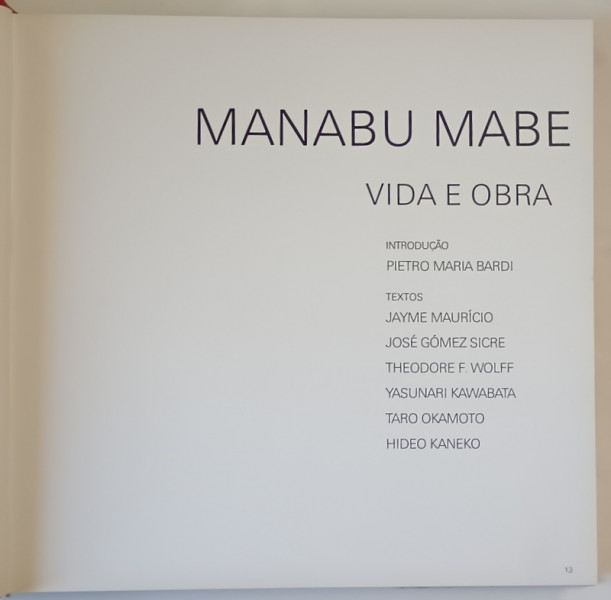 MANABU MABE
VIDA E OBRA
INTRODUÇÃO
PIETRO MARIA BARDI
TEXTOS
JAYME MAURÍCIO
JOSÉ GÓMEZ SICRE
THEODORE F. WOLFF
YASUNARI KAWABATA
TARO OKAMOTO
HIDEO KANEKO
13